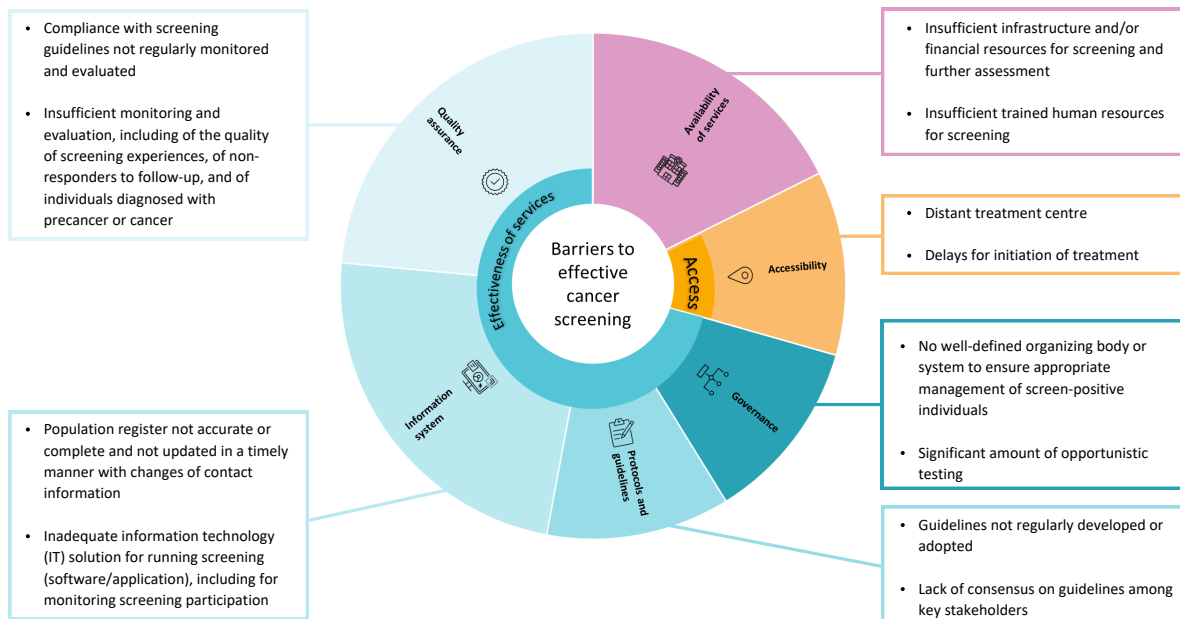 • Compliance with screening
guidelines not regularly monitored
and evaluated
• Insufficient monitoring and
evaluation, including of the quality
of screening experiences, of non-
responders to follow-up, and of
individuals diagnosed with
precancer or cancer
• Population register not accurate or
complete and not updated in a timely
manner with changes of contact
information
• Inadequate information technology
(IT) solution for running screening
(software/application), including for
monitoring screening participation
Quality
assurance
Information
system
Effectiveness of services
Barriers to
effective
cancer
screening
Access
Availability
of services
Accessibility
Governance
Protocols and
guidelines
• Insufficient infrastructure and/or
financial resources for screening and
further assessment
• Insufficient trained human resources
for screening
• Distant treatment centre
• Delays for initiation of treatment
• No well-defined organizing body or
system to ensure appropriate
management of screen-positive
individuals
• Significant amount of opportunistic
testing
• Guidelines not regularly developed or
adopted
• Lack of consensus on guidelines among
key stakeholders